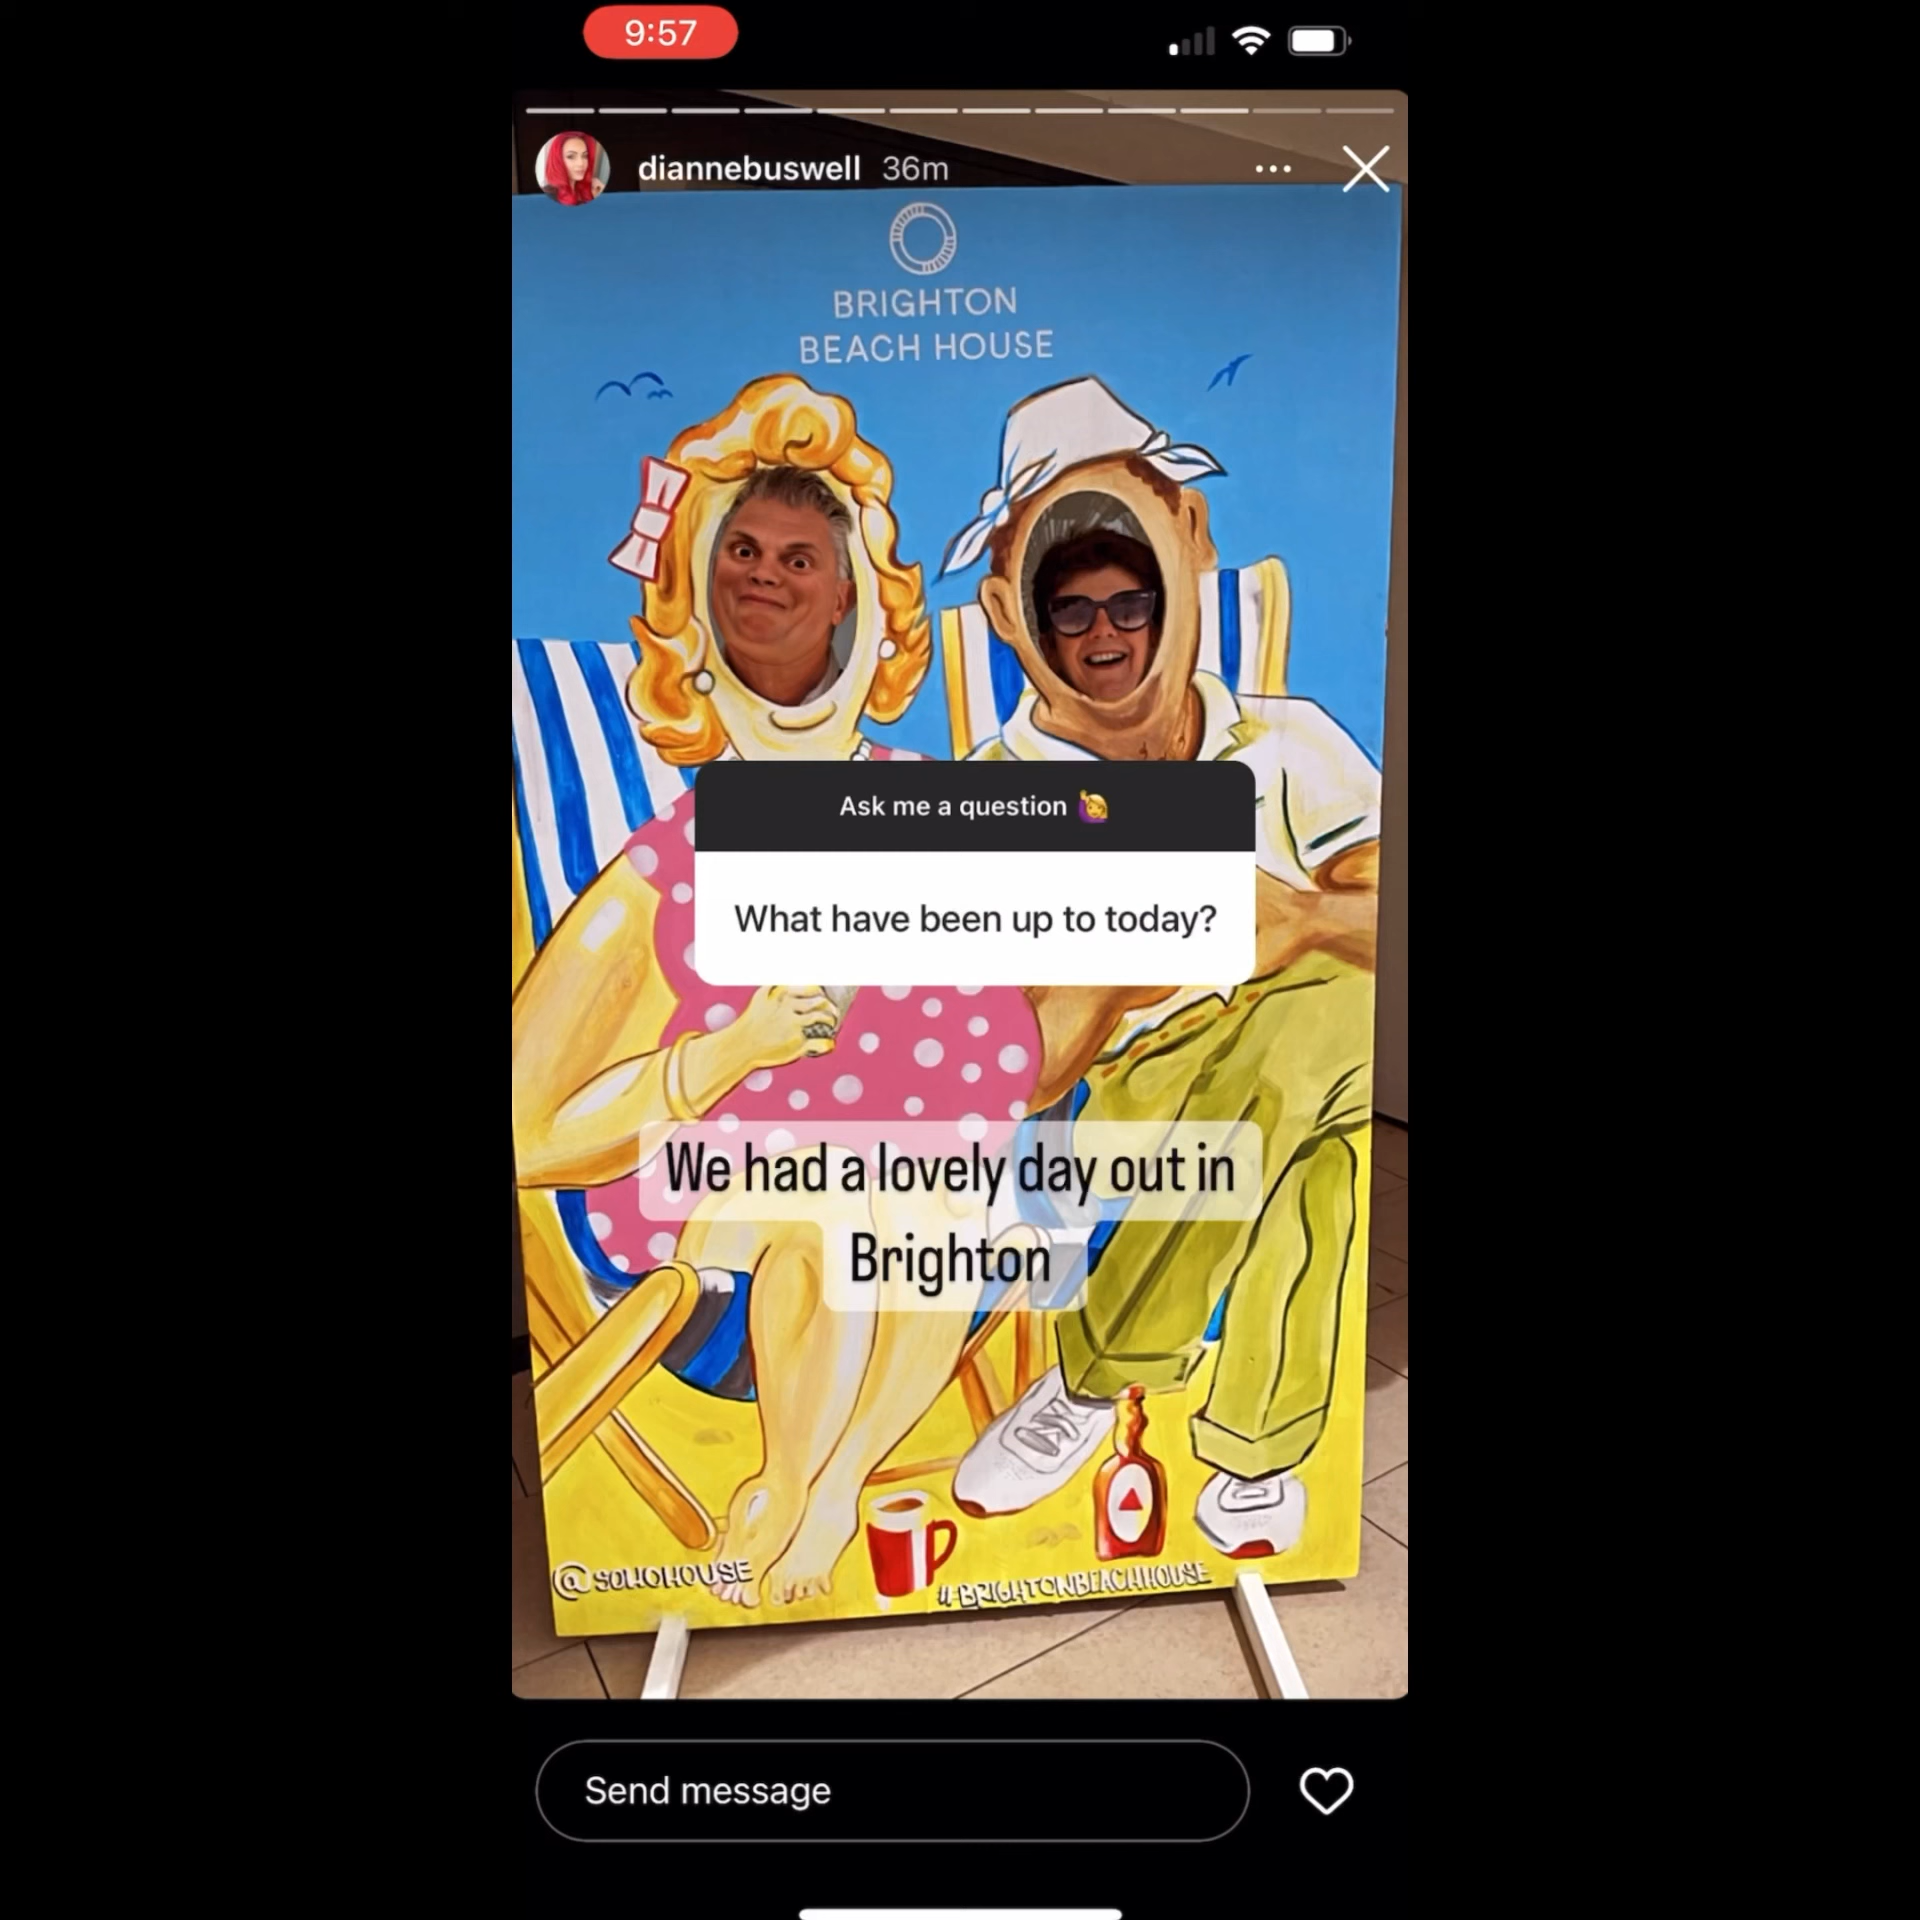 9:57
diannebuswell 36m
BRIGHTON
BEACH HOUSE
Ask me a question 🙋
What have been up to today?
We had a lovely day out in
Brighton
@SOHOHOUSE
#BRIGHTONBEACHHOUSE
Send message